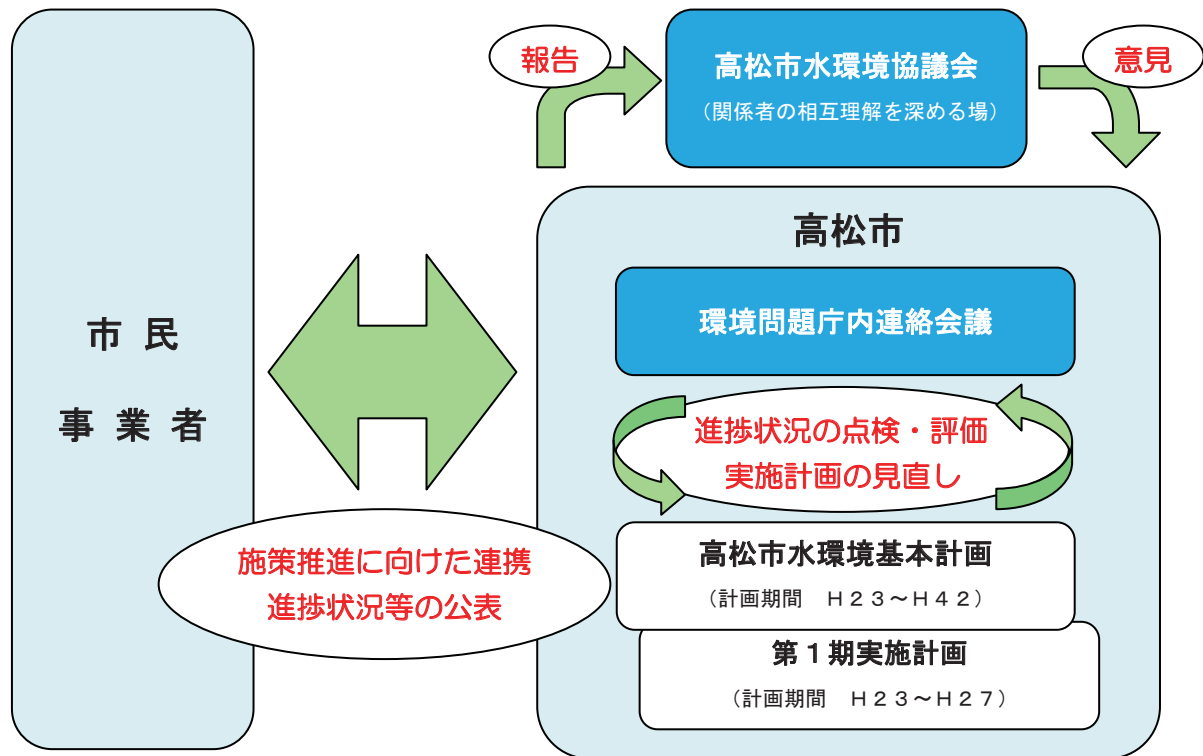 報告
高松市水環境協議会
（関係者の相互理解を深める場）
意見
市 民
事 業 者
高松市
環境問題庁内連絡会議
進捗状況の点検・評価
実施計画の見直し
施策推進に向けた連携
進捗状況等の公表
高松市水環境基本計画
（計画期間　Ｈ２３～Ｈ４２）
第１期実施計画
（計画期間　Ｈ２３～Ｈ２７）